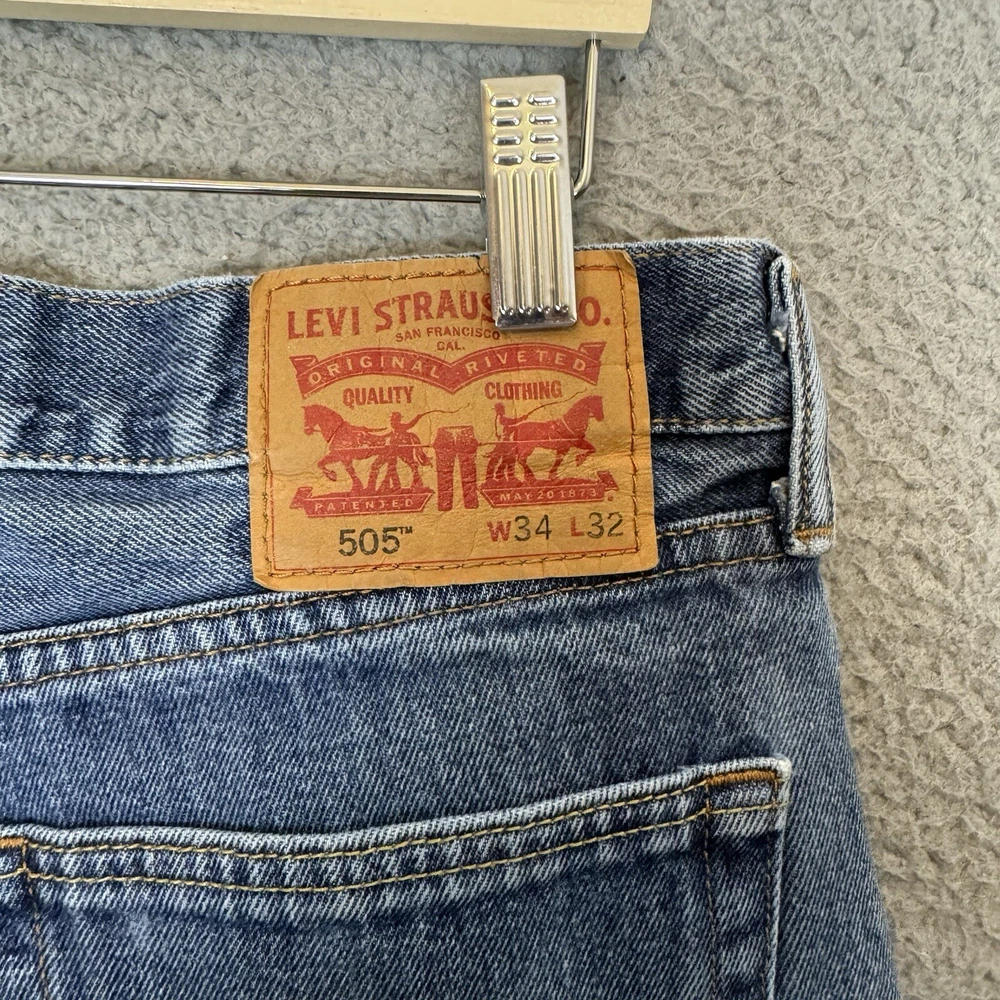 LEVI STRAUS O.
SAN FRANCISCO
CAL.
ORIGINAL RIVETED
QUALITY CLOTHING
PATENTED MAY 20 1873
505™ W34 L32